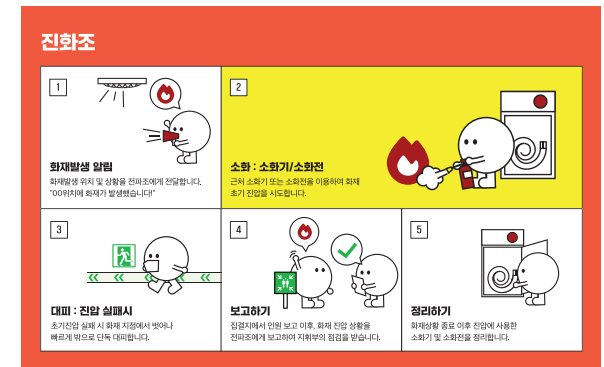 진화조
1
화재발생 알림
화재발생 위치 및 상황을 전파조에게 전달합니다.
"00위치에 화재가 발생했습니다!"
2
소화 : 소화기/소화전
근처 소화기 또는 소화전을 이용하여 화재
초기 진압을 시도합니다.
3
대피 : 진압 실패시
초기진압 실패 시 화재 지점에서 벗어나
빠르게 밖으로 단독 대피합니다.
4
보고하기
집결지에서 인원 보고 이후, 화재 진압 상황을
전파조에게 보고하여 지휘부의 점검을 받습니다.
5
정리하기
화재상황 종료 이후 진압에 사용한
소화기 및 소화전을 정리합니다.